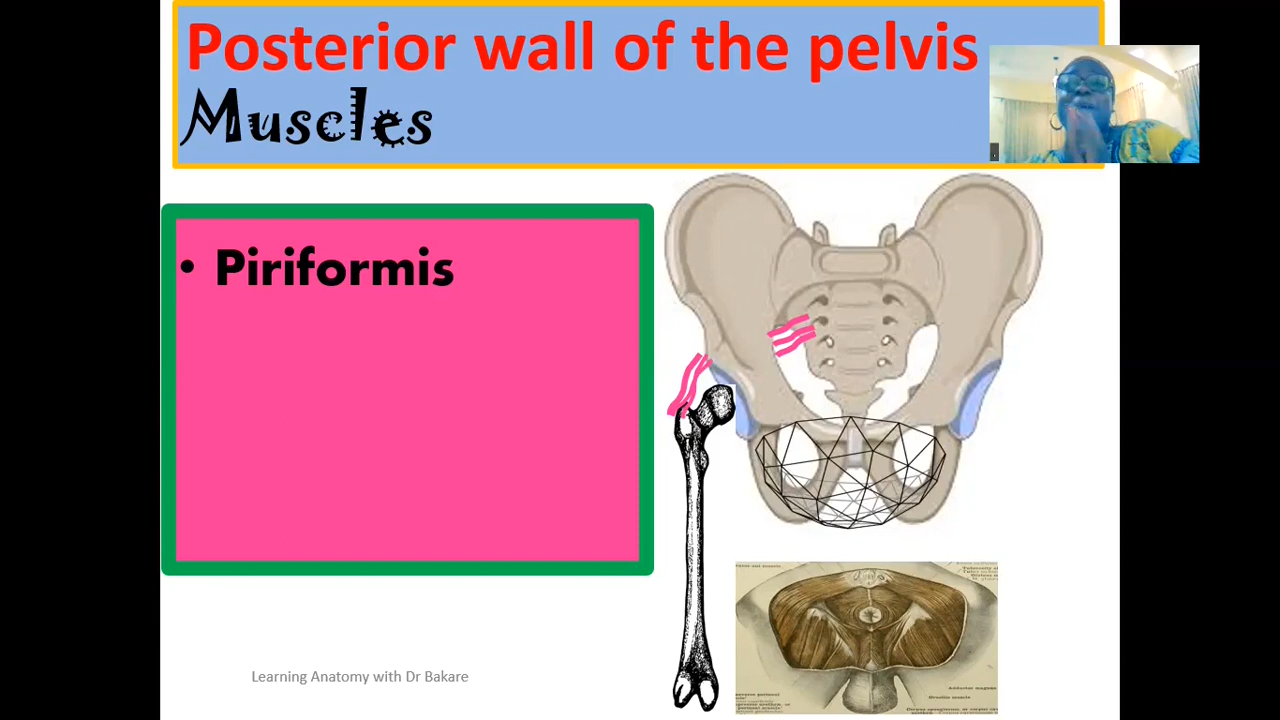 Posterior wall of the pelvis
Muscles
• Piriformis
Learning Anatomy with Dr Bakare